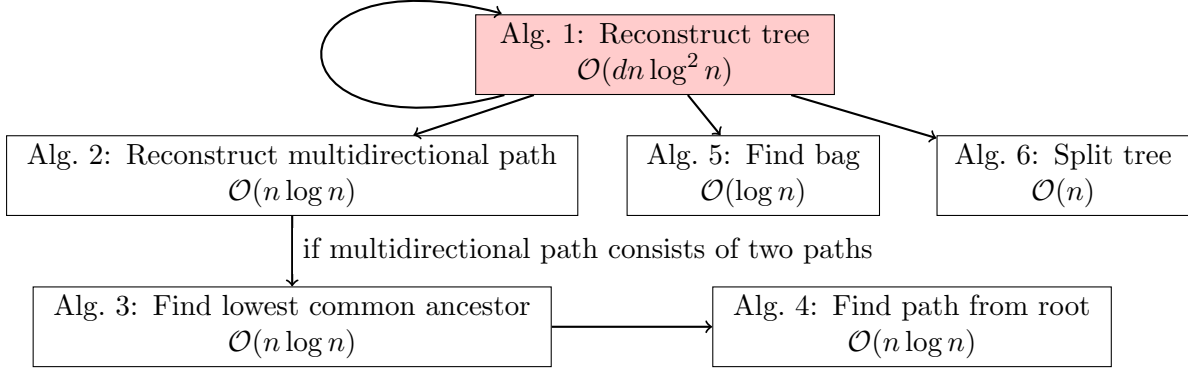 Alg. 1: Reconstruct tree
𝒪(dn log² n)
Alg. 2: Reconstruct multidirectional path
𝒪(n log n)
Alg. 5: Find bag
𝒪(log n)
Alg. 6: Split tree
𝒪(n)
if multidirectional path consists of two paths
Alg. 3: Find lowest common ancestor
𝒪(n log n)
Alg. 4: Find path from root
𝒪(n log n)